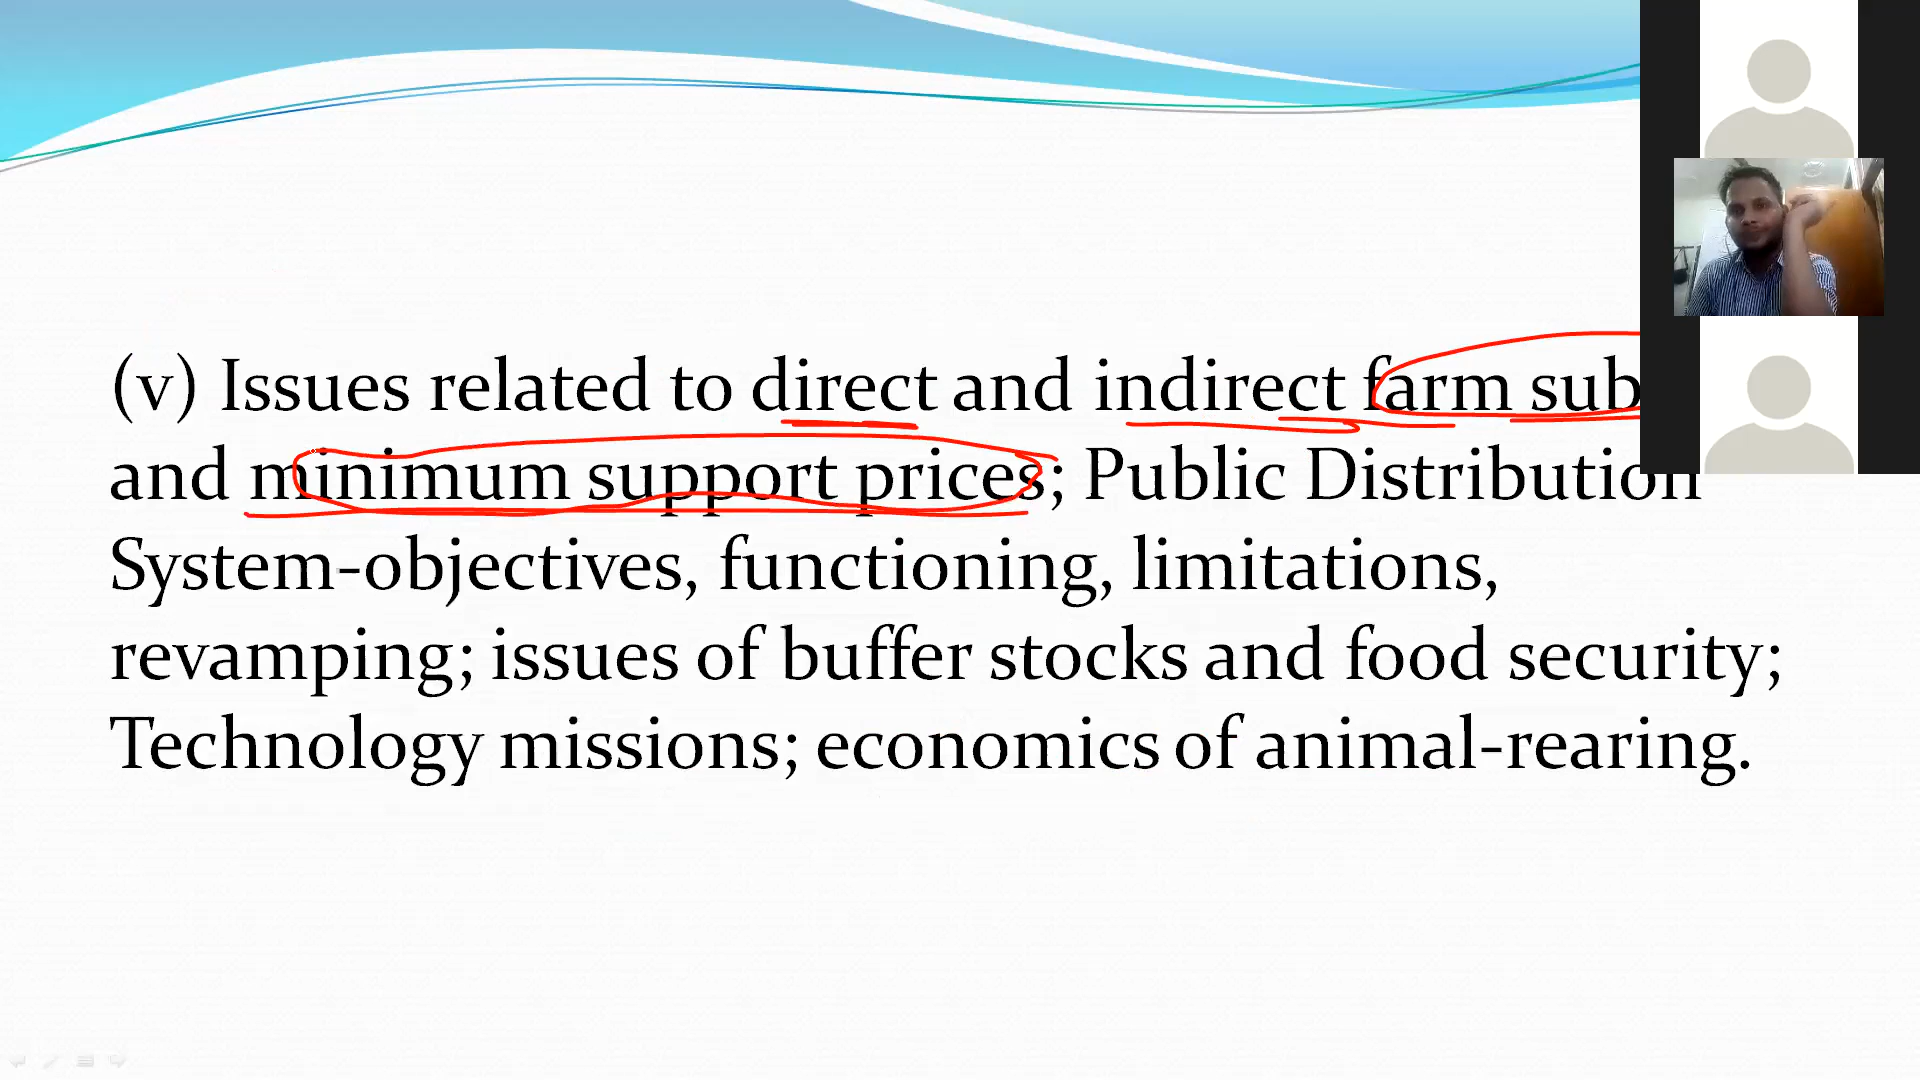 (v) Issues related to direct and indirect farm sub
and minimum support prices; Public Distribution
System-objectives, functioning, limitations,
revamping; issues of buffer stocks and food security;
Technology missions; economics of animal-rearing.